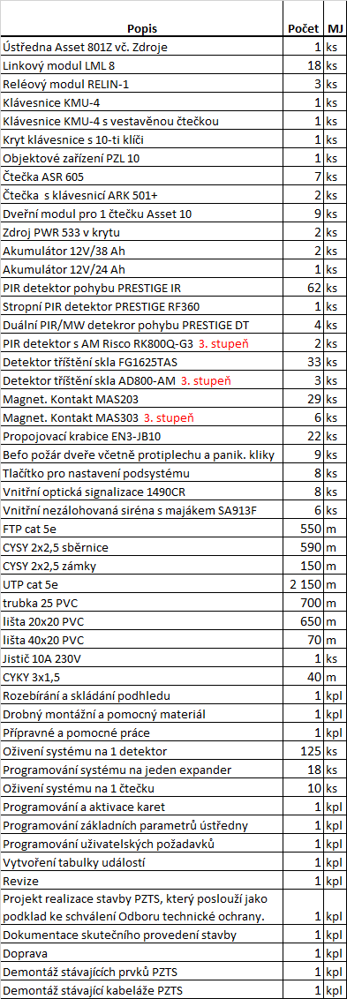 Popis Počet MJ
Ústředna Asset 801Z vč. Zdroje 1 ks
Linkový modul LML 8 18 ks
Reléový modul RELIN-1 3 ks
Klávesnice KMU-4 1 ks
Klávesnice KMU-4 s vestavěnou čtečkou 1 ks
Kryt klávesnice s 10-ti klíči 1 ks
Objektové zařízení PZL 10 1 ks
Čtečka ASR 605 7 ks
Čtečka s klávesnicí ARK 501+ 2 ks
Dveřní modul pro 1 čtečku Asset 10 9 ks
Zdroj PWR 533 v krytu 2 ks
Akumulátor 12V/38 Ah 2 ks
Akumulátor 12V/24 Ah 1 ks
PIR detektor pohybu PRESTIGE IR 62 ks
Stropní PIR detektor PRESTIGE RF360 1 ks
Duální PIR/MW detekror pohybu PRESTIGE DT 4 ks
PIR detektor s AM Risco RK800Q-G3 3. stupeň 2 ks
Detektor tříštění skla FG1625TAS 33 ks
Detektor tříštění skla AD800-AM 3. stupeň 3 ks
Magnet. Kontakt MAS203 29 ks
Magnet. Kontakt MAS303 3. stupeň 6 ks
Propojovací krabice EN3-JB10 22 ks
Befo požár dveře včetně protiplechu a panik. kliky 9 ks
Tlačítko pro nastavení podsystému 8 ks
Vnitřní optická signalizace 1490CR 8 ks
Vnitřní nezálohovaná siréna s majákem SA913F 6 ks
FTP cat 5e 550 m
CYSY 2x2,5 sběrnice 590 m
CYSY 2x2,5 zámky 150 m
UTP cat 5e 2 150 m
trubka 25 PVC 700 m
lišta 20x20 PVC 650 m
lišta 40x20 PVC 70 m
Jistič 10A 230V 1 ks
CYKY 3x1,5 40 m
Rozebírání a skládání podhledu 1 kpl
Drobný montážní a pomocný materiál 1 kpl
Přípravné a pomocné práce 1 kpl
Oživení systému na 1 detektor 125 ks
Programování systému na jeden expander 18 ks
Oživení systému na 1 čtečku 10 ks
Programování a aktivace karet 1 kpl
Programování základních parametrů ústředny 1 kpl
Programování uživatelských požadavků 1 kpl
Vytvoření tabulky událostí 1 kpl
Revize 1 kpl
Projekt realizace stavby PZTS, který poslouží jako
podklad ke schválení Odboru technické ochrany. 1 kpl
Dokumentace skutečního provedení stavby 1 kpl
Doprava 1 kpl
Demontáž stávajících prvků PZTS 1 kpl
Demontáž stávající kabeláže PZTS 1 kpl